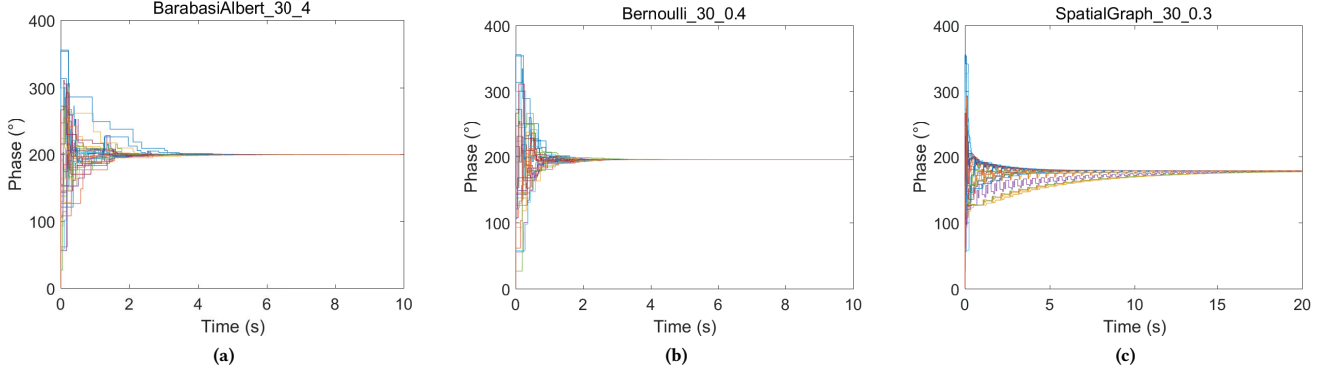 BarabasiAlbert_30_4
400
300
200
100
0
Phase (°)
0 2 4 6 8 10
Time (s)
(a)
Bernoulli_30_0.4
400
300
200
100
0
Phase (°)
0 2 4 6 8 10
Time (s)
(b)
SpatialGraph_30_0.3
400
300
200
100
0
Phase (°)
0 5 10 15 20
Time (s)
(c)